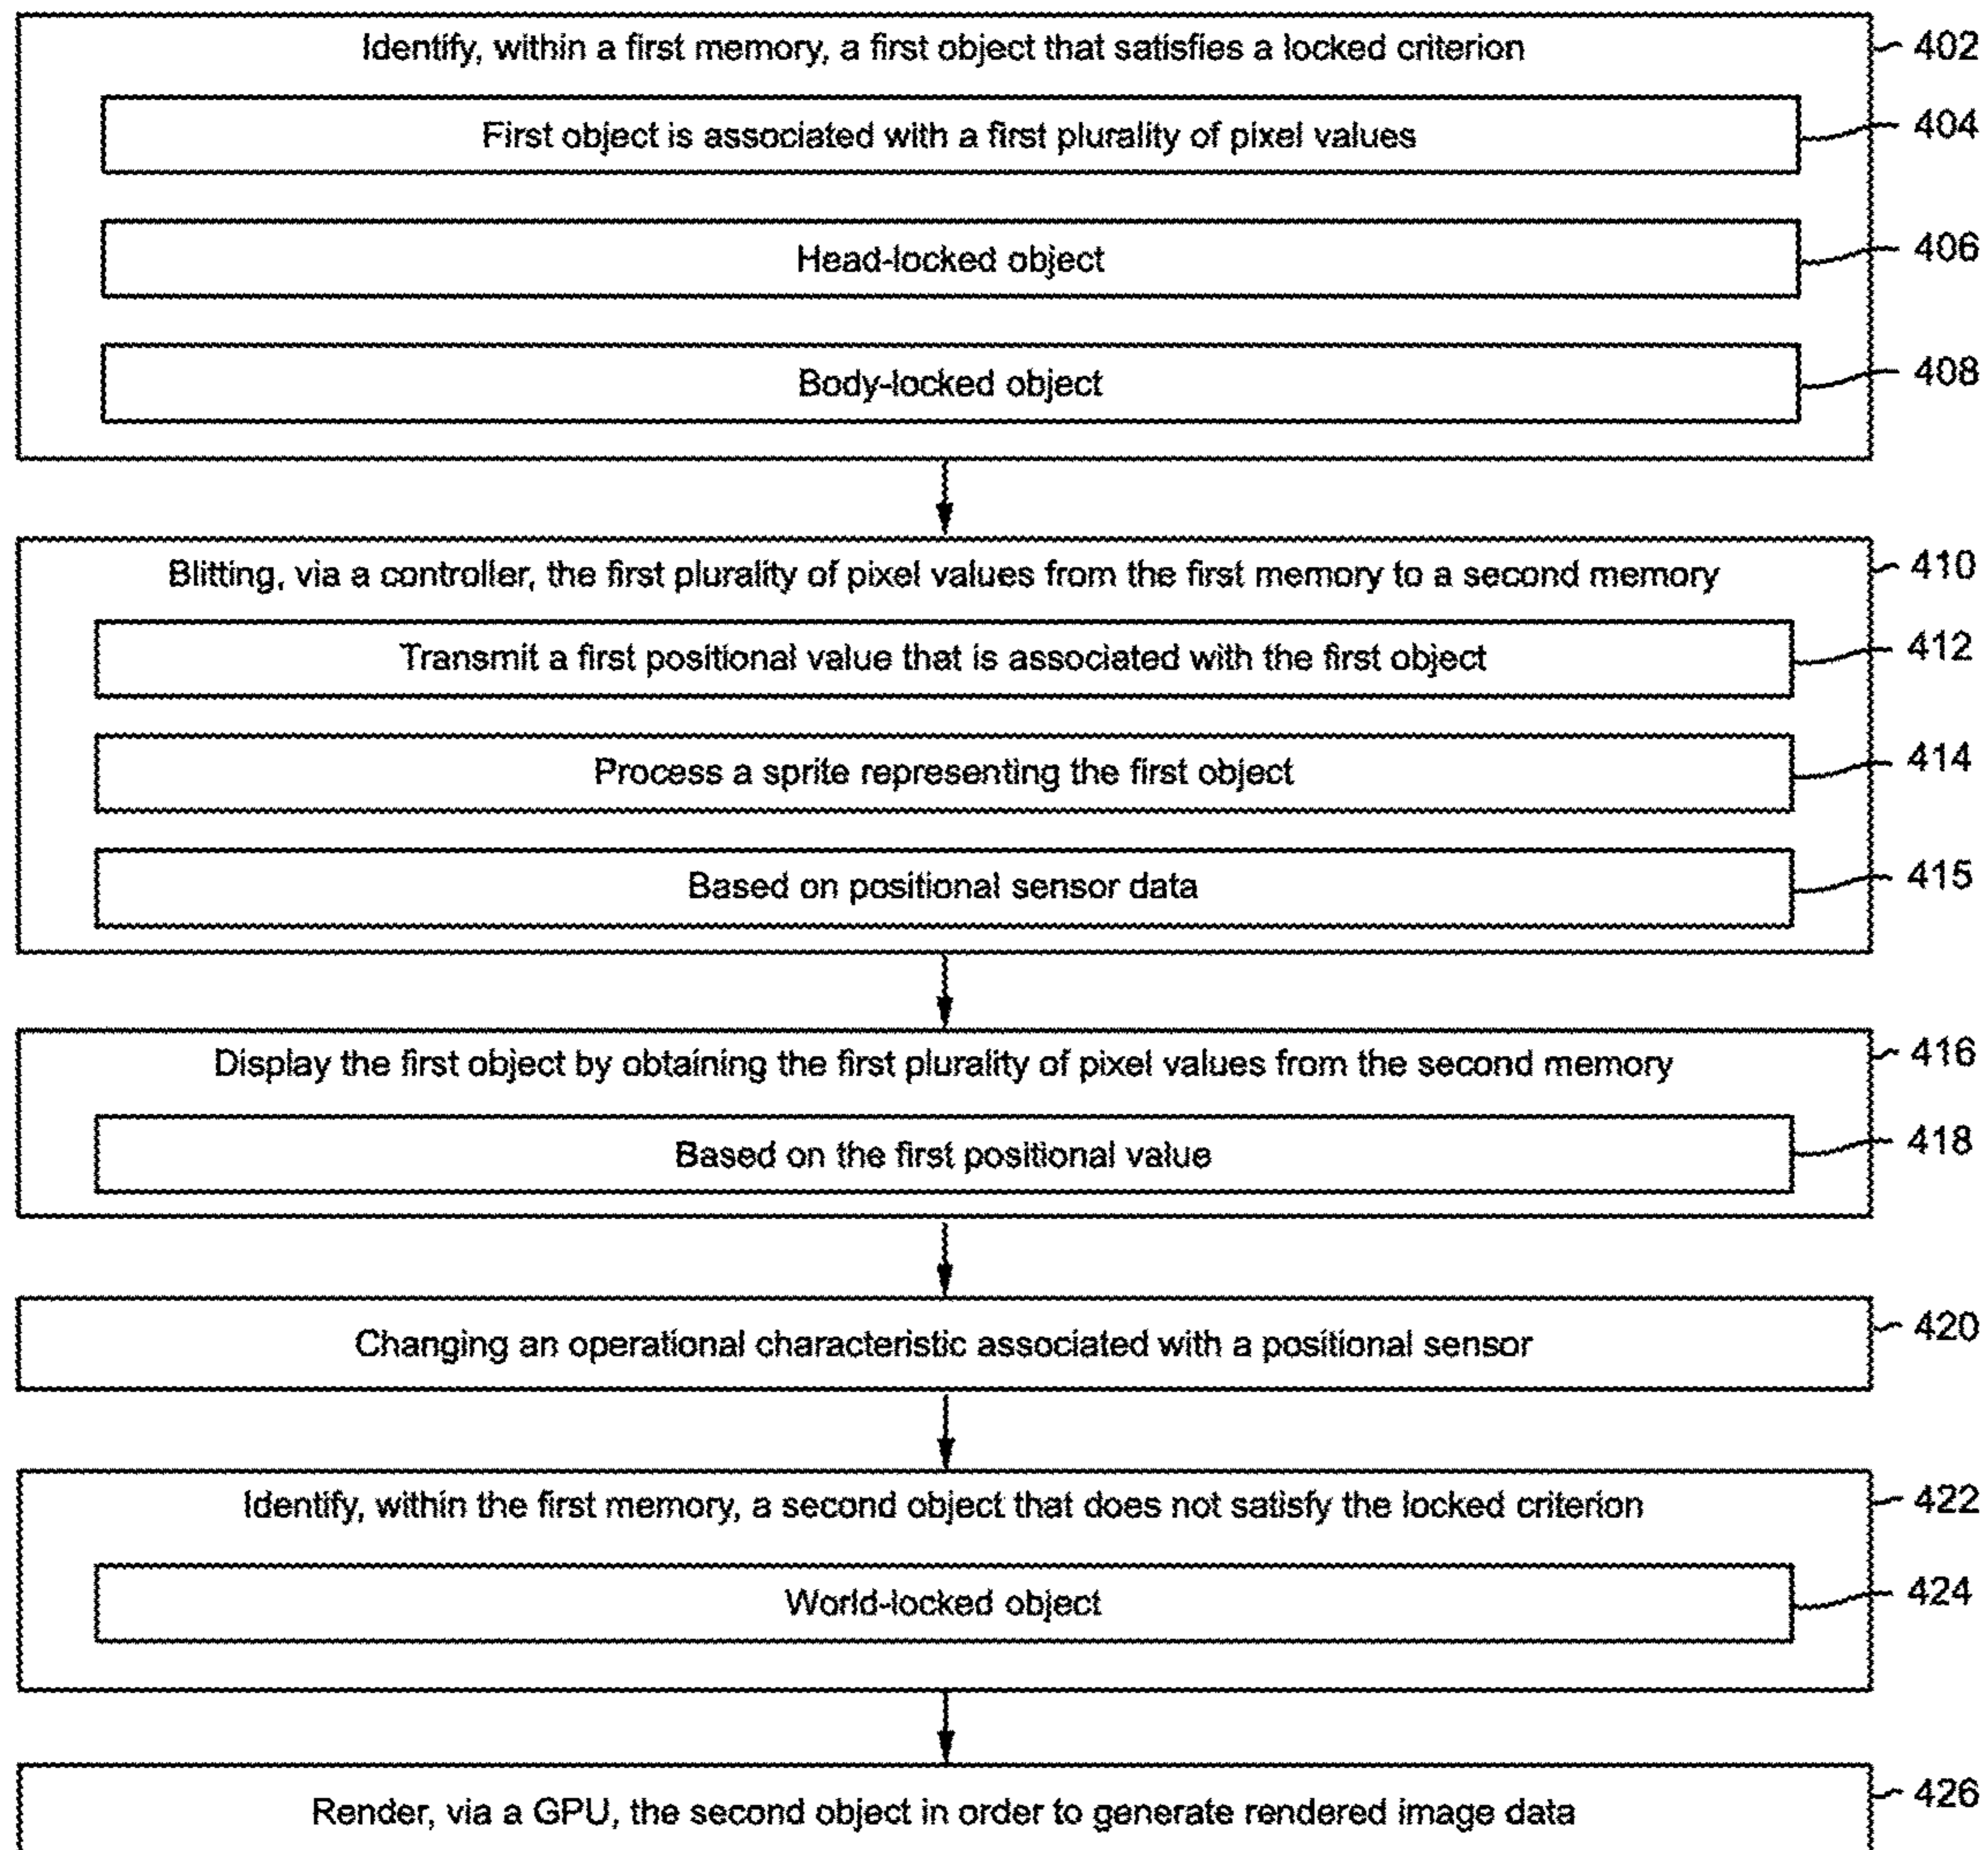 Identify, within a first memory, a first object that satisfies a locked criterion
402
First object is associated with a first plurality of pixel values
404
Head-locked object
406
Body-locked object
408
Blitting, via a controller, the first plurality of pixel values from the first memory to a second memory
410
Transmit a first positional value that is associated with the first object
412
Process a sprite representing the first object
414
Based on positional sensor data
415
Display the first object by obtaining the first plurality of pixel values from the second memory
416
Based on the first positional value
418
Changing an operational characteristic associated with a positional sensor
420
Identify, within the first memory, a second object that does not satisfy the locked criterion
422
World-locked object
424
Render, via a GPU, the second object in order to generate rendered image data
426